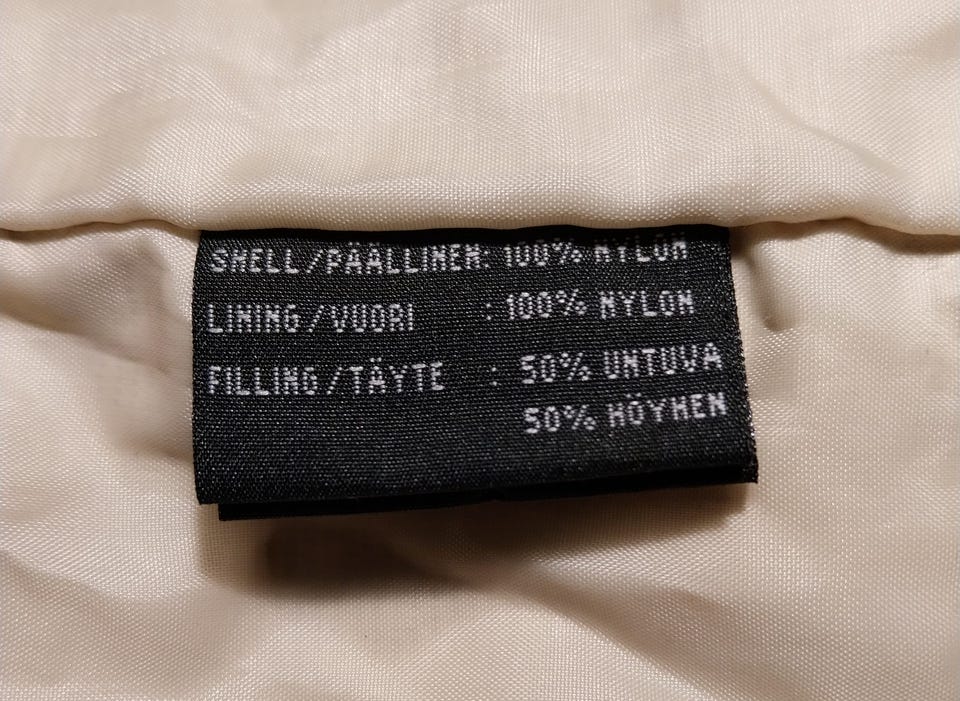 SHELL/PÄÄLLINEN: 100% NYLON
LINING/VUORI : 100% NYLON
FILLING/TÄYTE : 50% UNTUVA
50% HÖYHEN